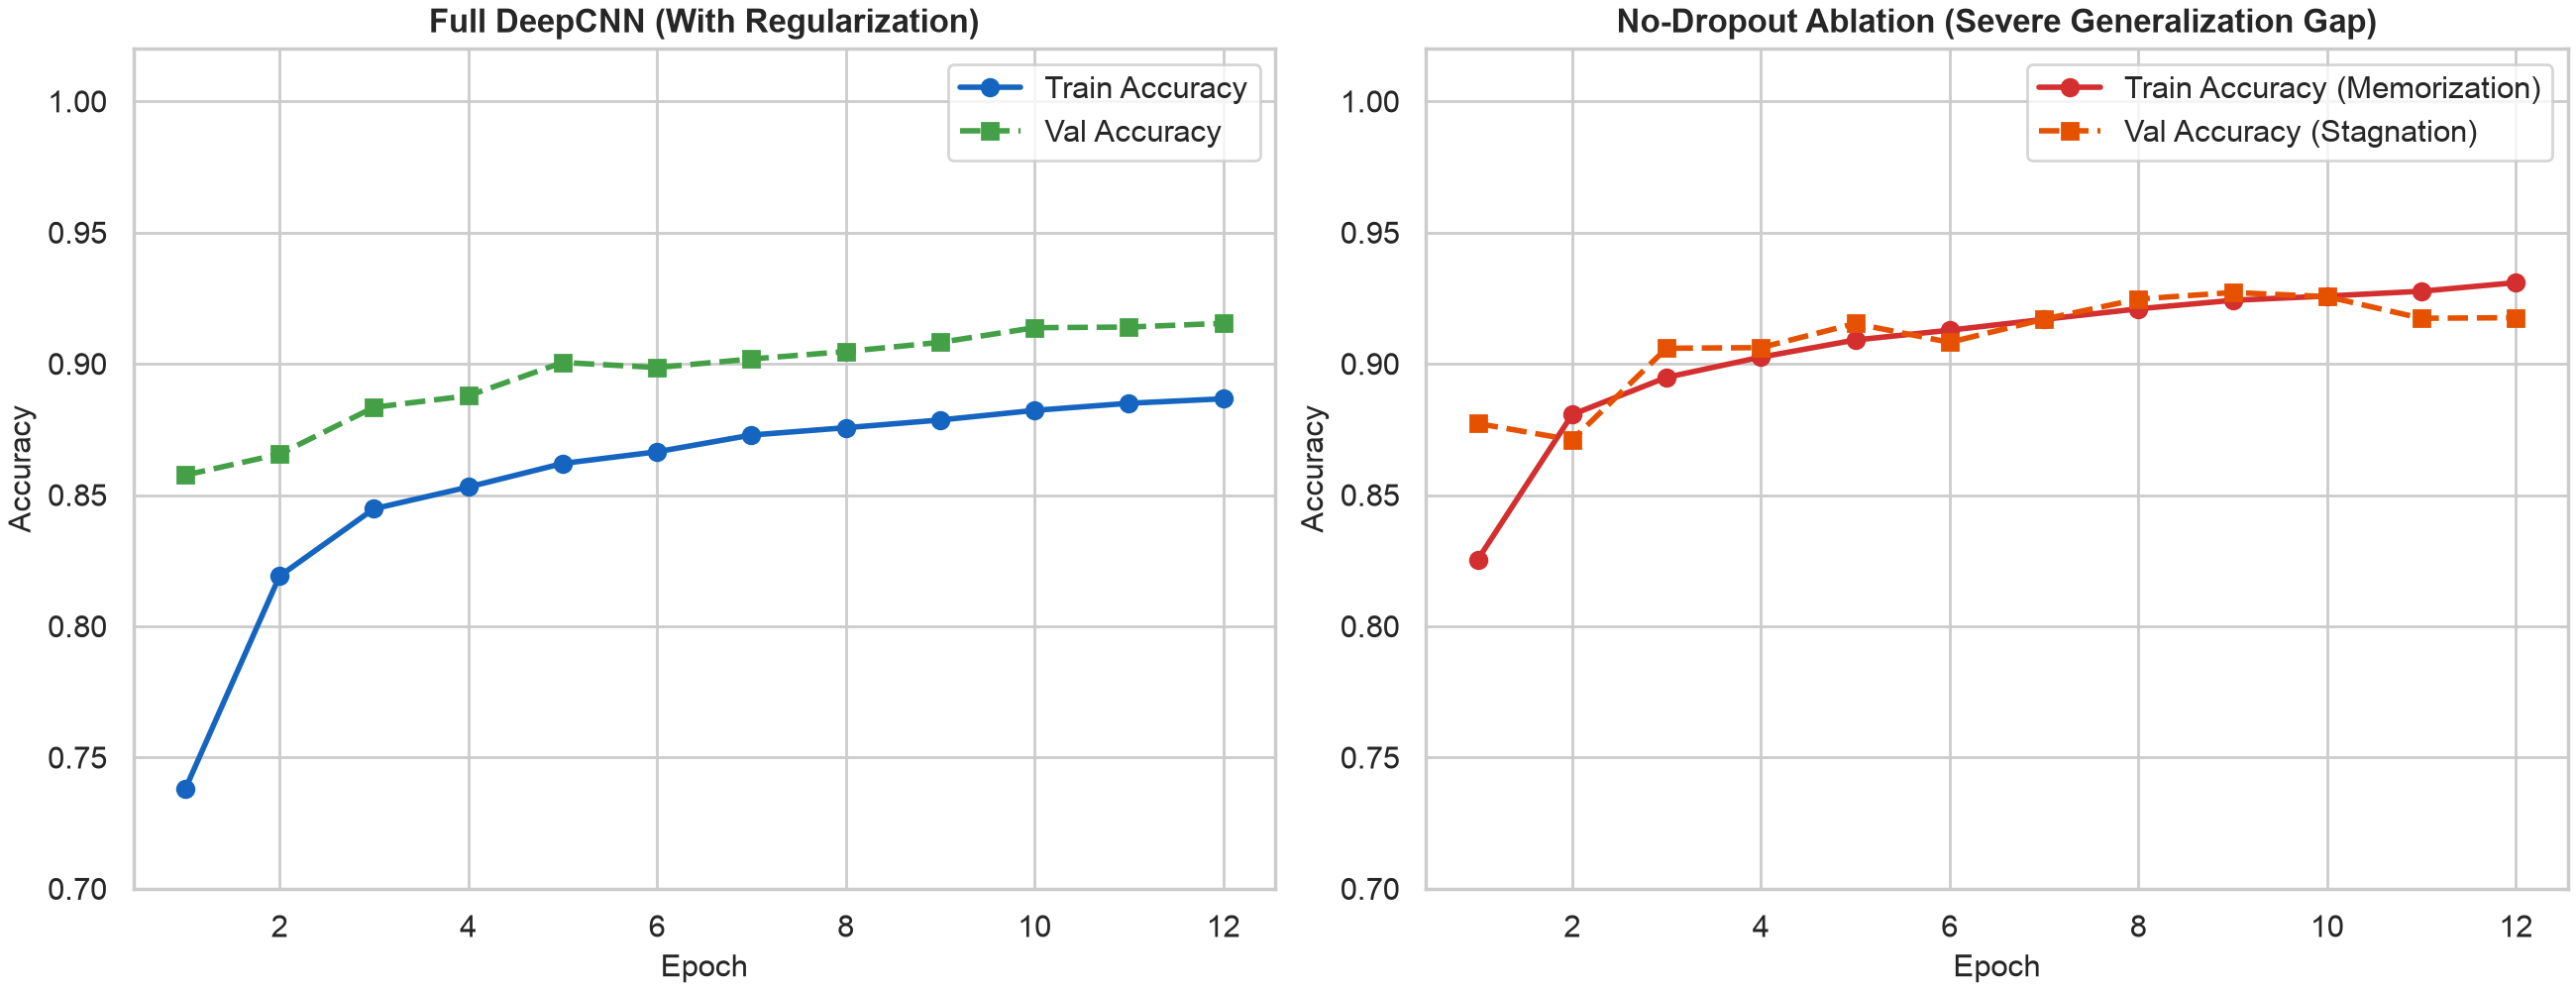 Full DeepCNN (With Regularization)
Train Accuracy
Val Accuracy
1.00
0.95
0.90
0.85
0.80
0.75
0.70
Accuracy
2 4 6 8 10 12
Epoch
No-Dropout Ablation (Severe Generalization Gap)
Train Accuracy (Memorization)
Val Accuracy (Stagnation)
1.00
0.95
0.90
0.85
0.80
0.75
0.70
Accuracy
2 4 6 8 10 12
Epoch